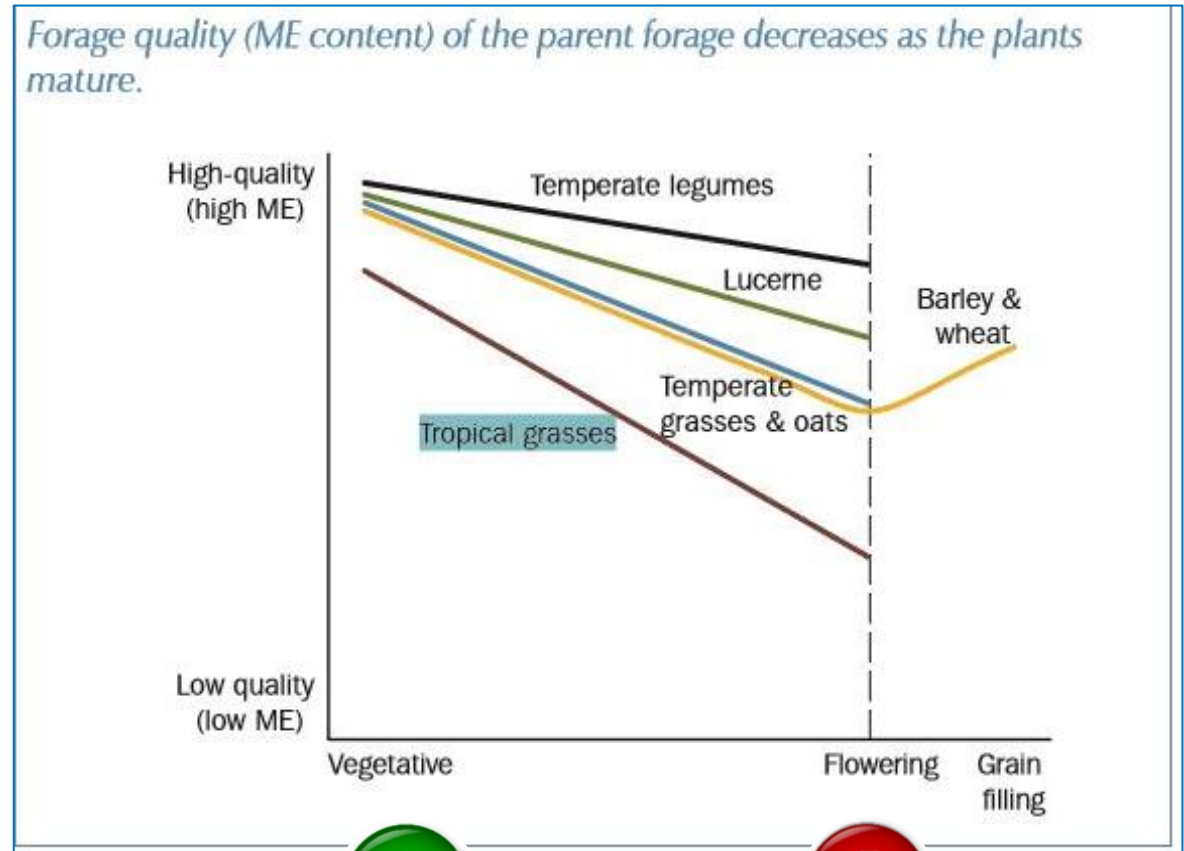 Forage quality (ME content) of the parent forage decreases as the plants
mature.
High-quality
(high ME)
Temperate legumes
Lucerne
Barley &
wheat
Temperate
grasses & oats
Tropical grasses
Low quality
(low ME)
Vegetative
Flowering
Grain
filling